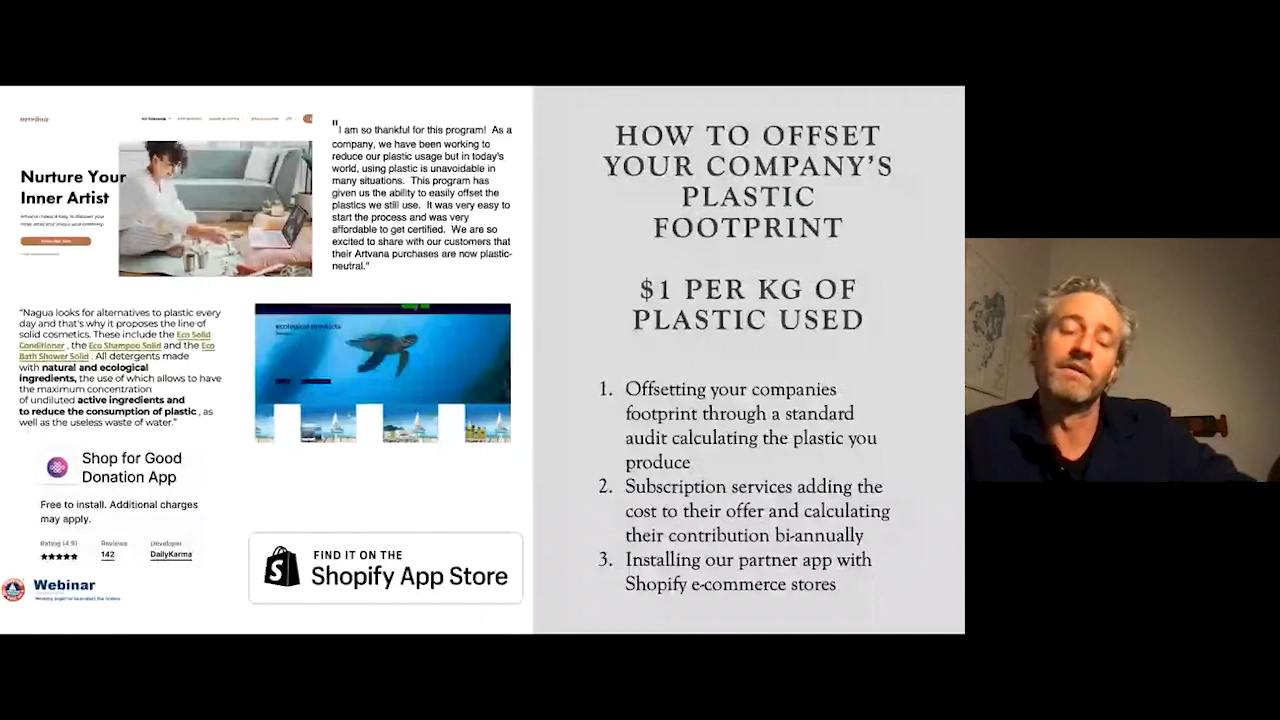 Nurture Your
Inner Artist
"I am so thankful for this program! As a
company, we have been working to
reduce our plastic usage but in today's
world, using plastic is unavoidable in
many situations. This program has
given us the ability to easily offset the
plastics we still use. It was very easy to
start the process and was very
affordable to get certified. We are so
excited to share with our customers that
their Artvana purchases are now plastic-
neutral."
"Nagua looks for alternatives to plastic every
day and that's why it proposes the line of
solid cosmetics. These include the Eco Solid
Conditioner , the Eco Shampoo Solid and the Eco
Bath Shower Solid . All detergents made
with natural and ecological
ingredients, the use of which allows to have
the maximum concentration
of undiluted active ingredients and
to reduce the consumption of plastic , as
well as the useless waste of water."
ecological products
Shop for Good
Donation App
Free to install. Additional charges
may apply.
Rating (4.9)
Reviews
Developer
142
DailyKarma
Webinar
FIND IT ON THE
Shopify App Store
HOW TO OFFSET
YOUR COMPANY'S
PLASTIC
FOOTPRINT
$1 PER KG OF
PLASTIC USED
1. Offsetting your companies
footprint through a standard
audit calculating the plastic you
produce
2. Subscription services adding the
cost to their offer and calculating
their contribution bi-annually
3. Installing our partner app with
Shopify e-commerce stores